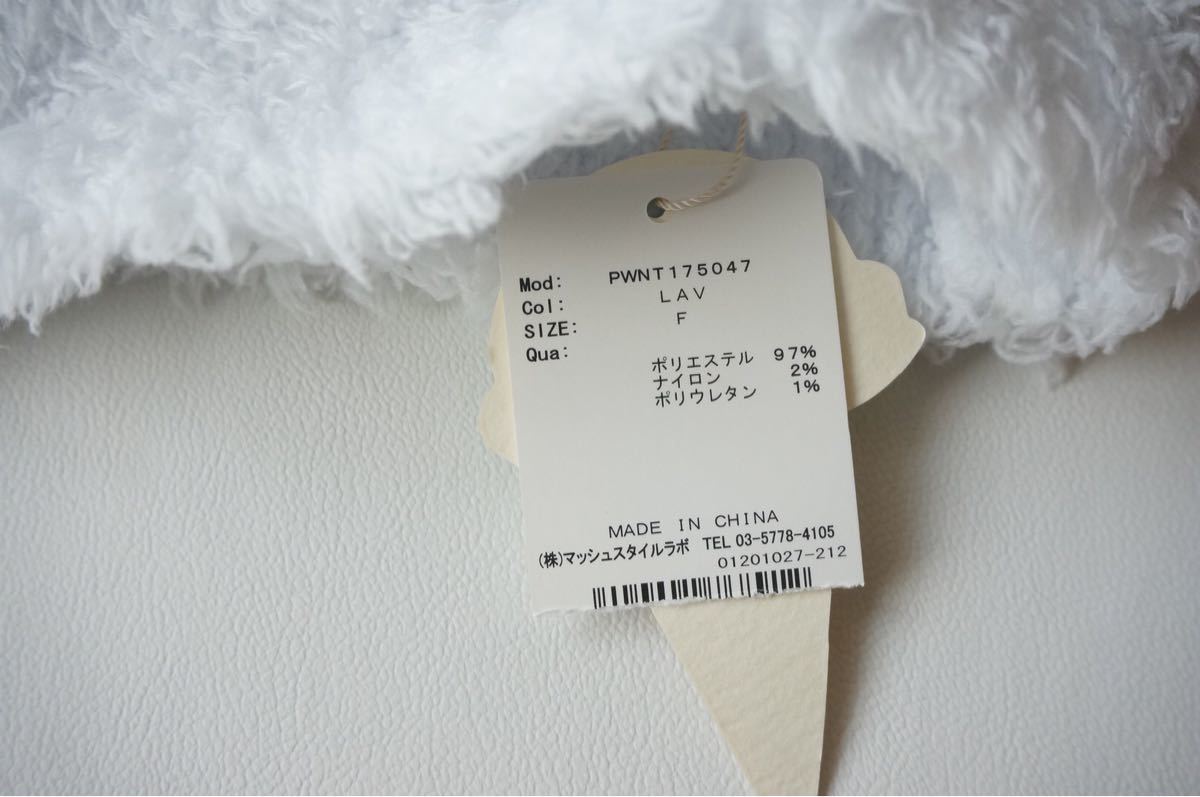 Mod: PWNT175047
Col: LAV
SIZE: F
Qua:
ポリエステル 97%
ナイロン 2%
ポリウレタン 1%
MADE IN CHINA
(株)マッシュスタイルラボ TEL 03-5778-4105
01201027-212